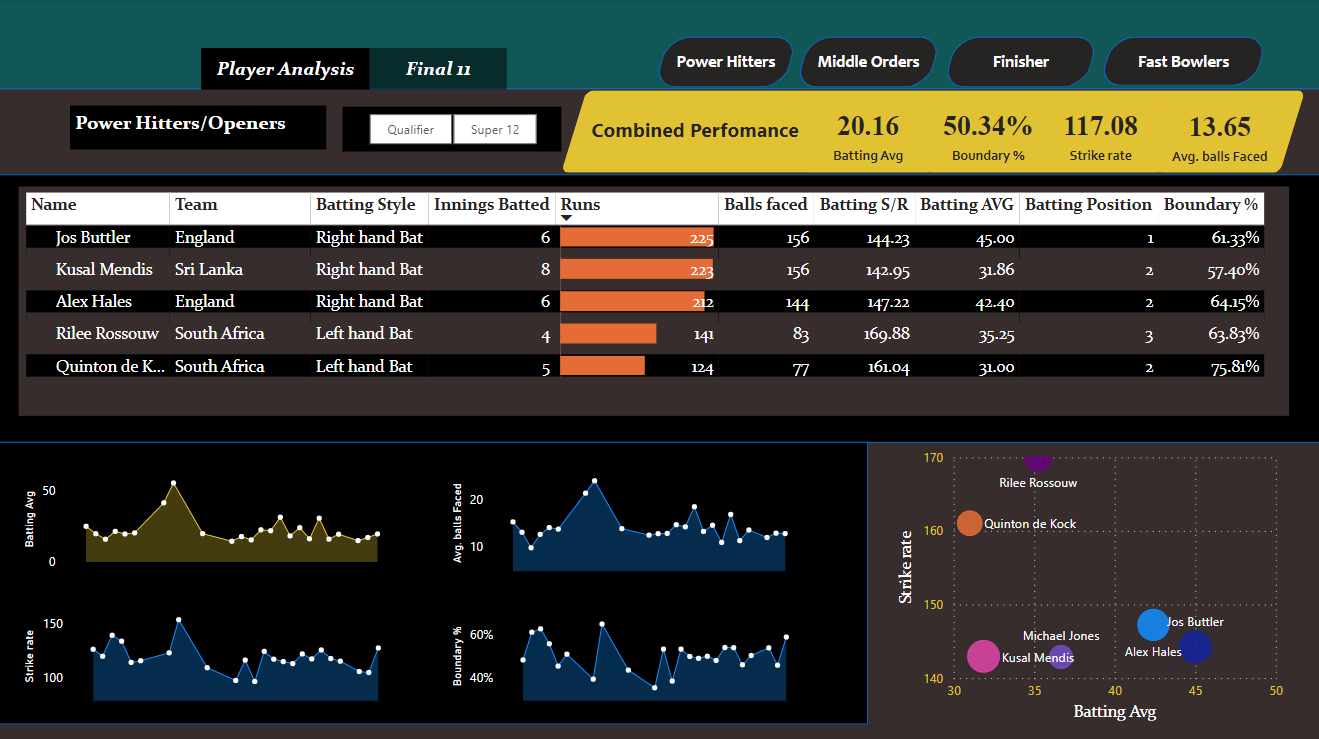 Player Analysis
Final 11
Power Hitters
Middle Orders
Finisher
Fast Bowlers
Power Hitters/Openers
Qualifier
Super 12
Combined Perfomance
20.16
Batting Avg
50.34%
Boundary %
117.08
Strike rate
13.65
Avg. balls Faced
Name Team Batting Style Innings Batted Runs Balls faced Batting S/R Batting AVG Batting Position Boundary %
Jos Buttler England Right hand Bat 6 225 156 144.23 45.00 1 61.33%
Kusal Mendis Sri Lanka Right hand Bat 8 223 156 142.95 31.86 2 57.40%
Alex Hales England Right hand Bat 6 212 144 147.22 42.40 2 64.15%
Rilee Rossouw South Africa Left hand Bat 4 141 83 169.88 35.25 3 63.83%
Quinton de K... South Africa Left hand Bat 5 124 77 161.04 31.00 2 75.81%
Batting Avg
50
0
Avg. balls Faced
20
10
Strike rate
150
100
Boundary %
60%
40%
Strike rate
170
160
150
140
Rilee Rossouw
Quinton de Kock
Jos Buttler
Michael Jones
Alex Hales
Kusal Mendis
30 35 40 45 50
Batting Avg